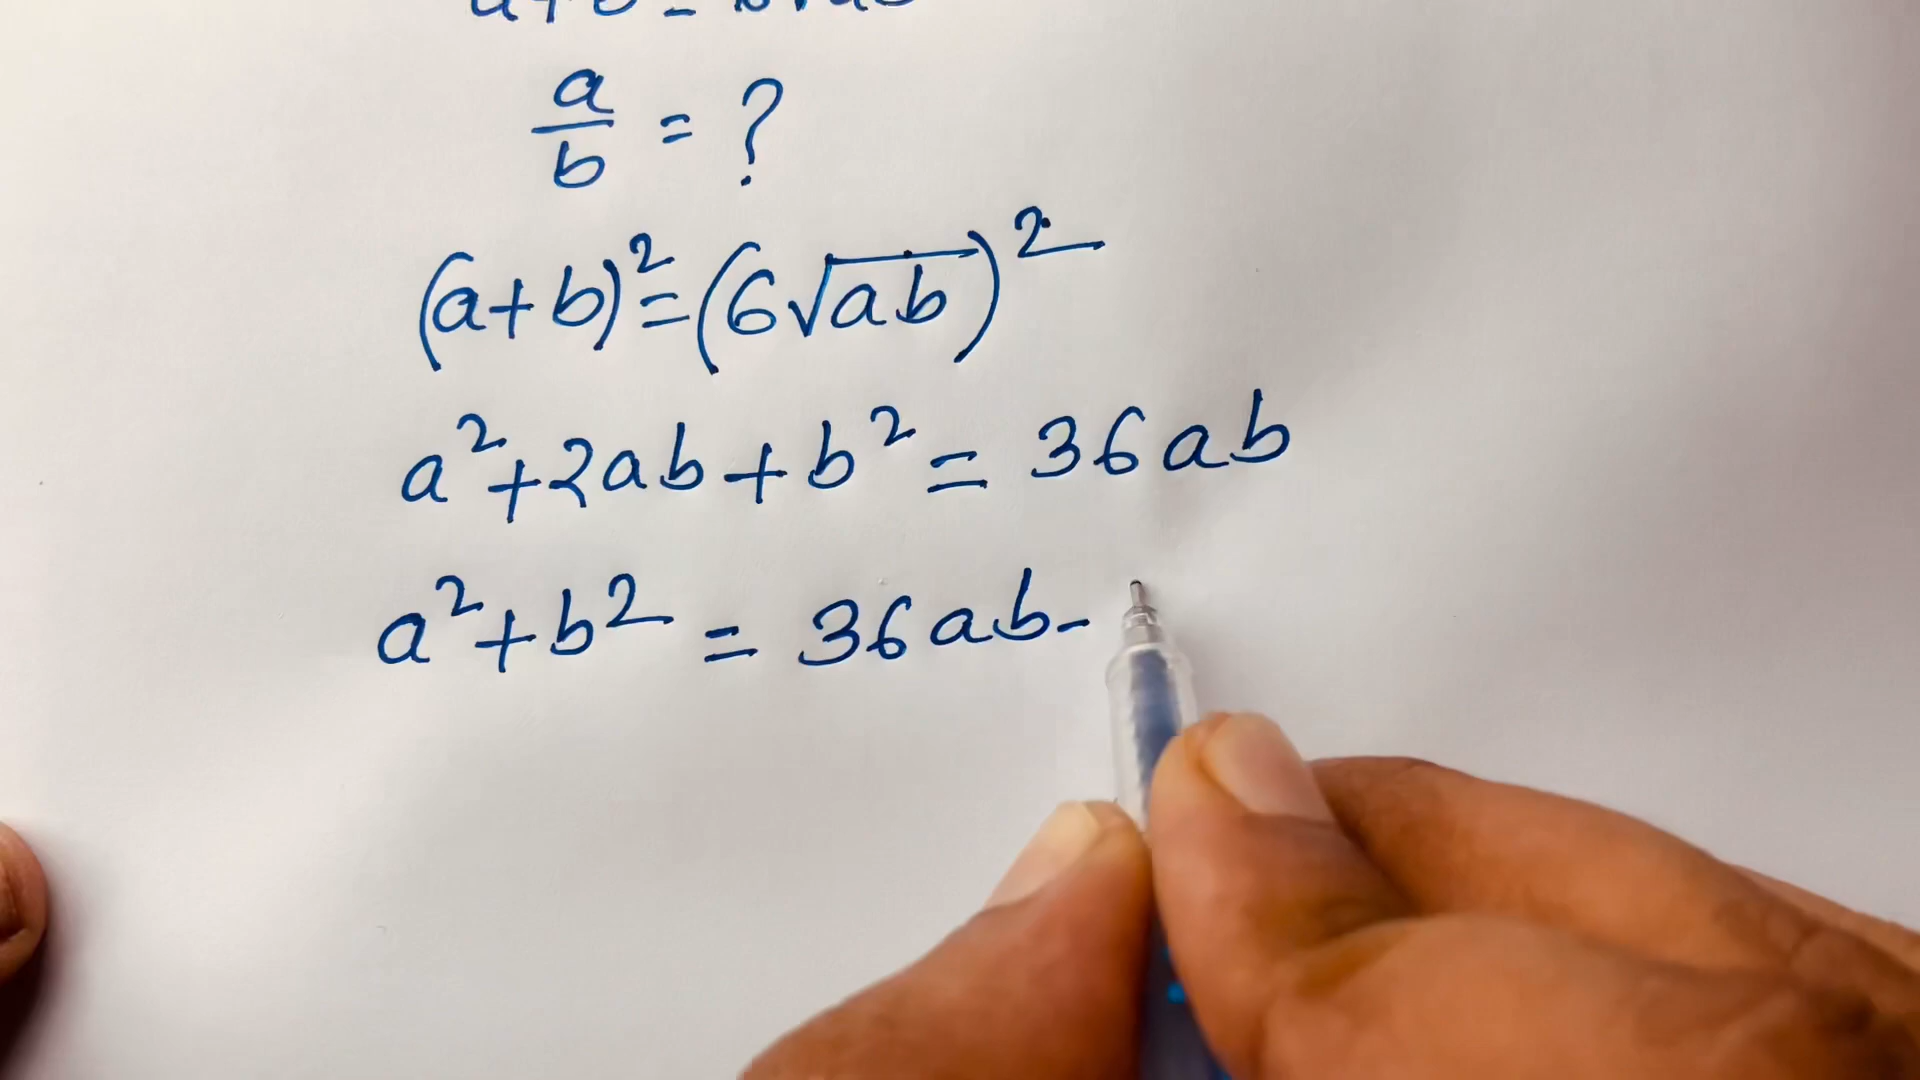 a/b = ?
(a+b)² = (6√ab)²
a²+2ab+b² = 36ab
a²+b² = 36ab-